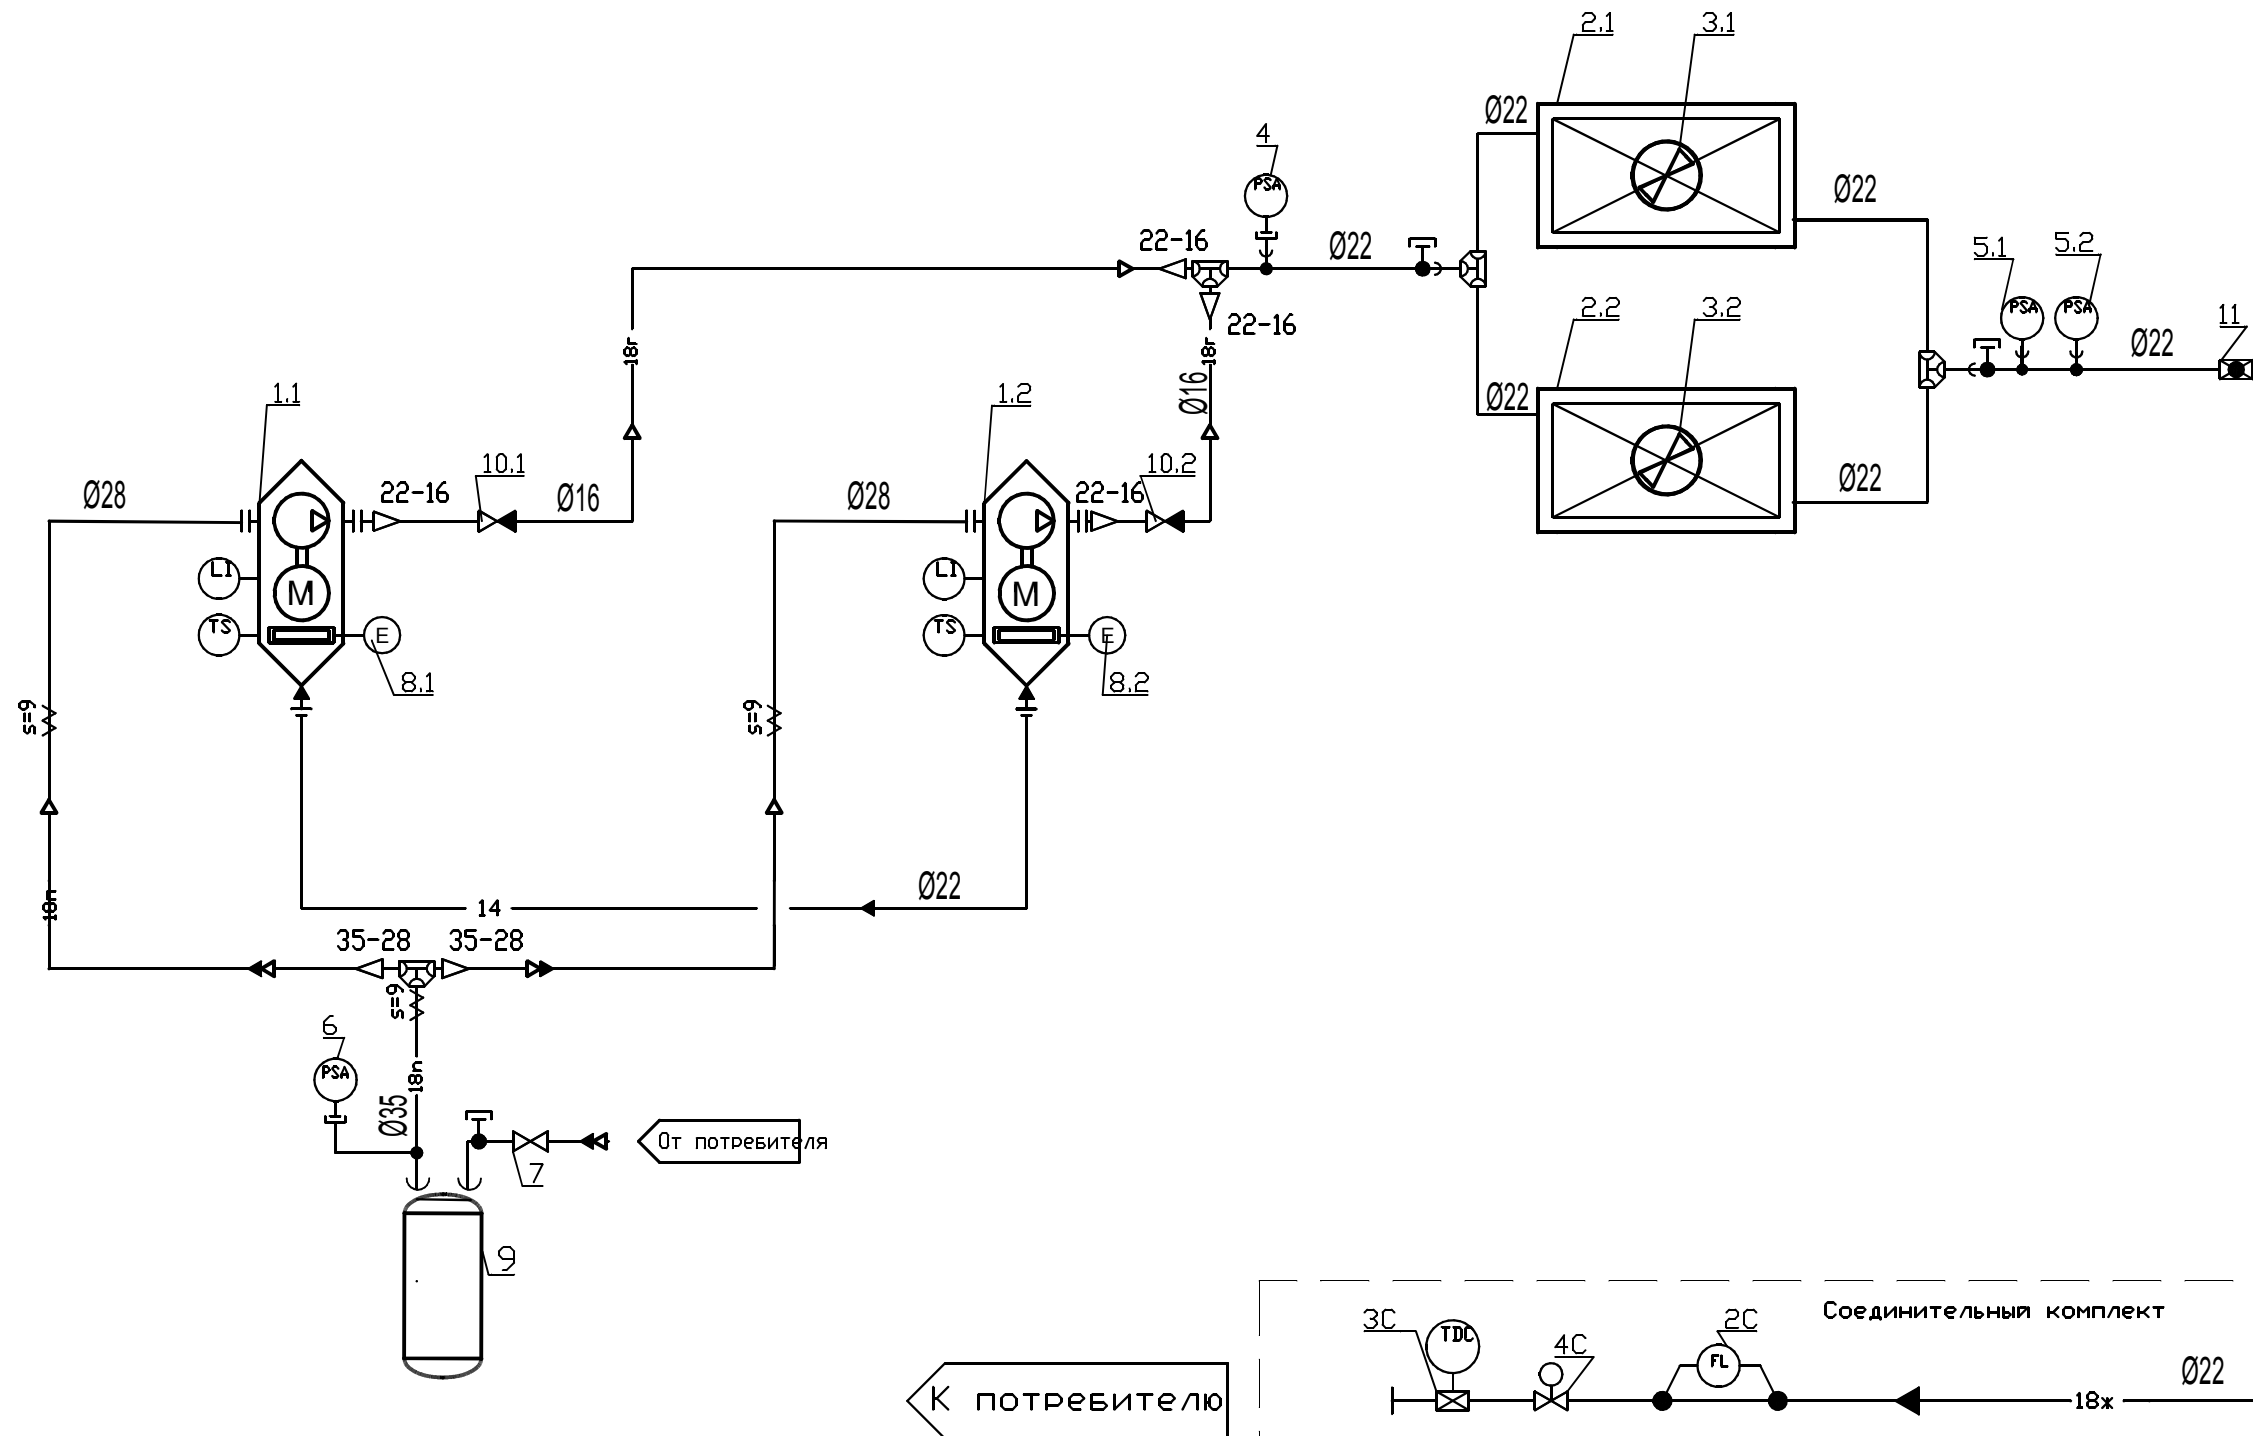 2.1
3.1
Ø22
4
PSA
Ø22
22-16
Ø22
5.1
5.2
2.2
3.2
PSA
PSA
11
22-16
Ø22
18г
18г
Ø16
1.1
1.2
Ø22
10.1
10.2
Ø22
Ø28
22-16
Ø16
Ø28
22-16
LI
M
LI
M
TS
E
TS
E
8.1
8.2
s=9
s=9
18п
14
Ø22
35-28
35-28
s=9
6
PSA
18п
Ø35
От потребителя
7
9
Соединительный комплект
3С
TDC
4С
2С
FL
Ø22
К потребителю
18ж